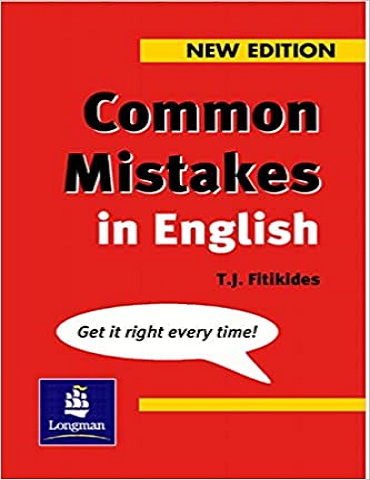 NEW EDITION
Common
Mistakes
in English
T.J. Fitikides
Get it right every time!
Longman